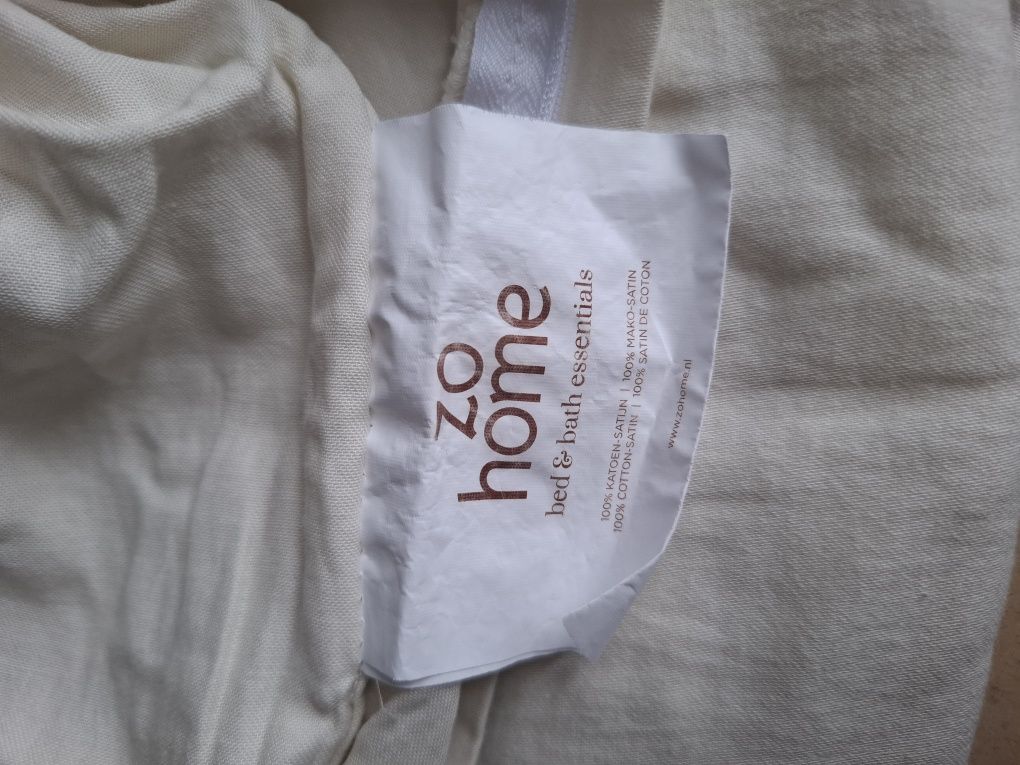 zo
home
bed & bath essentials
100% KATOEN-SATIJN | 100% MAKO-SATIN
100% COTTON-SATIN | 100% SATIN DE COTON
www.zohome.nl